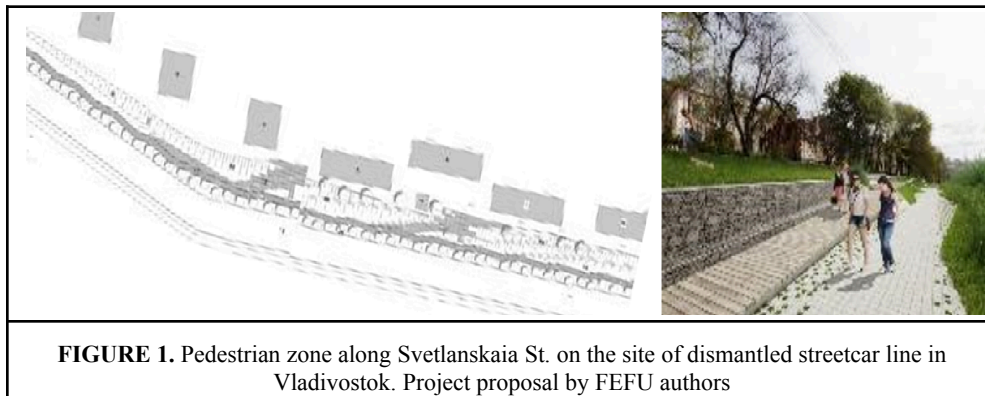 FIGURE 1. Pedestrian zone along Svetlanskaia St. on the site of dismantled streetcar line in
Vladivostok. Project proposal by FEFU authors